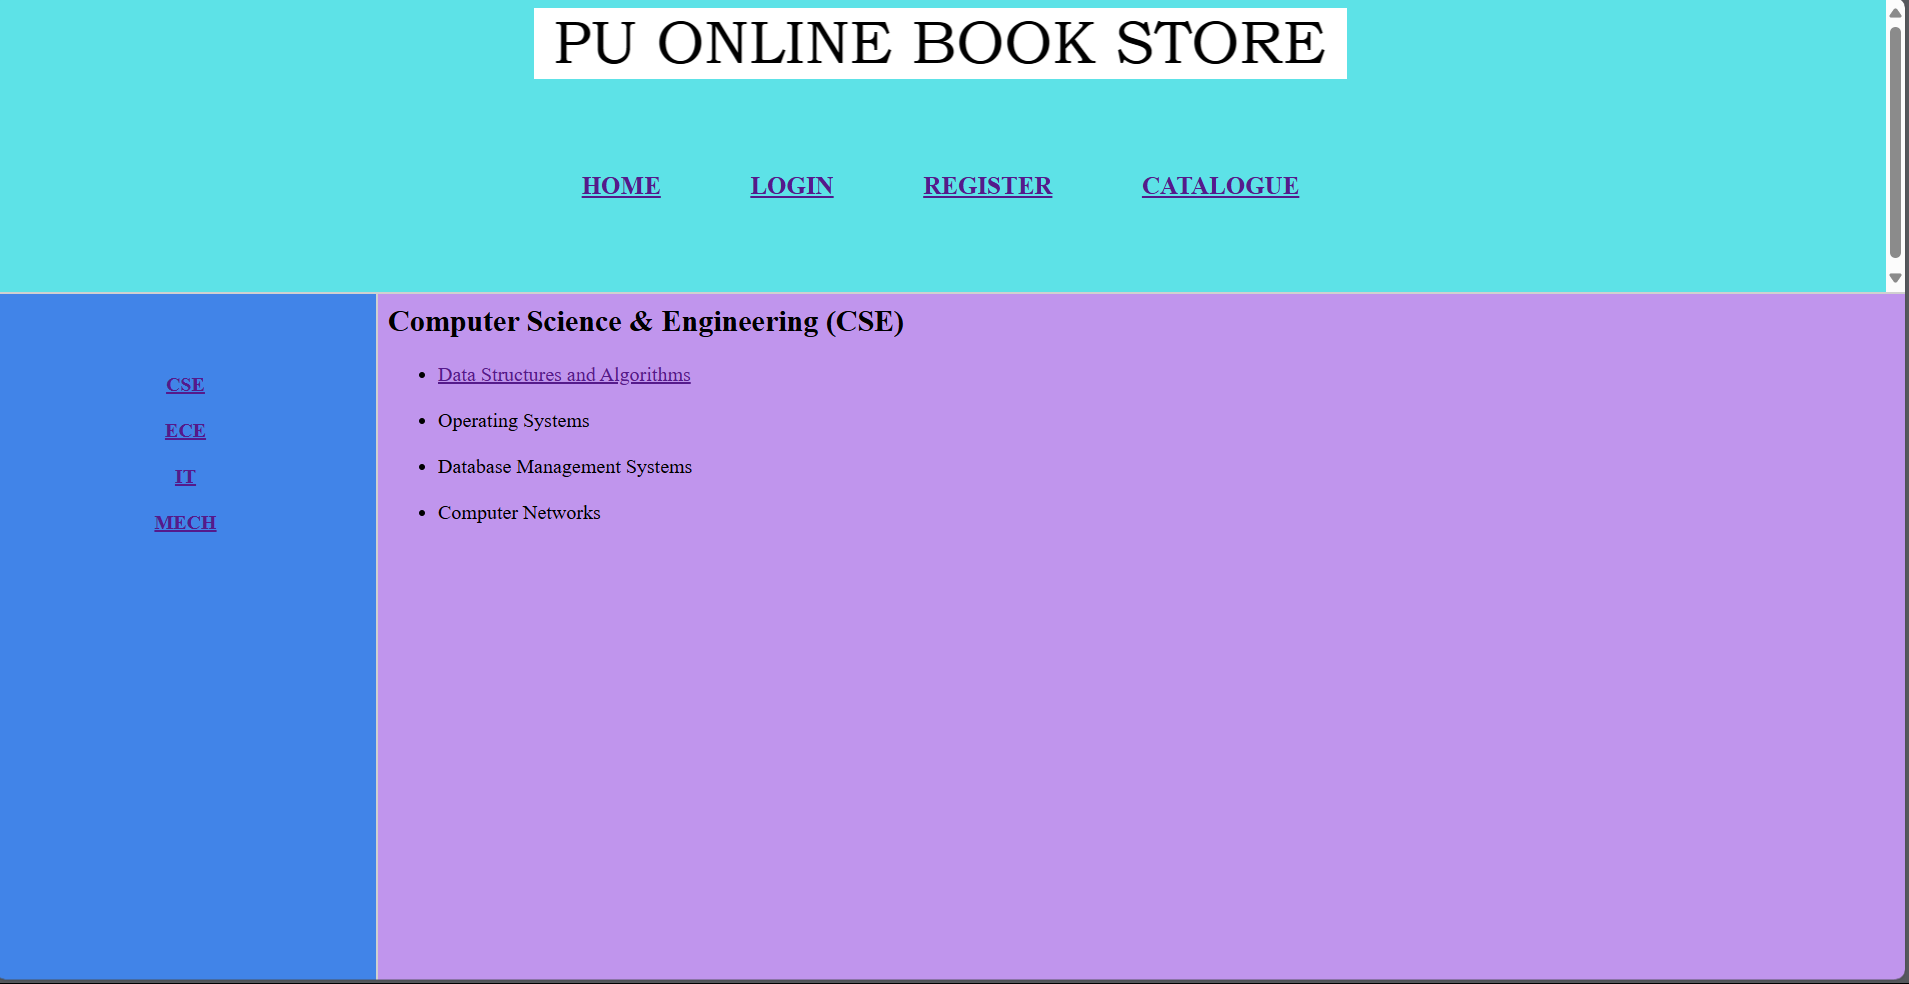 PU ONLINE BOOK STORE
HOME LOGIN REGISTER CATALOGUE
CSE
ECE
IT
MECH
Computer Science & Engineering (CSE)
Data Structures and Algorithms
Operating Systems
Database Management Systems
Computer Networks